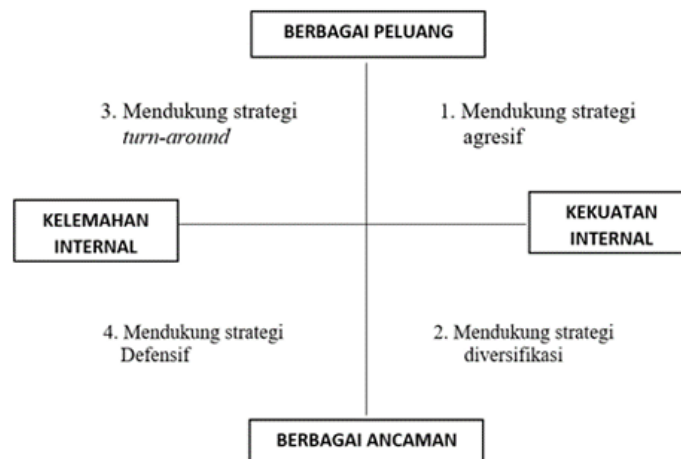 BERBAGAI PELUANG
3. Mendukung strategi
turn-around
1. Mendukung strategi
agresif
KELEMAHAN
INTERNAL
KEKUATAN
INTERNAL
4. Mendukung strategi
Defensif
2. Mendukung strategi
diversifikasi
BERBAGAI ANCAMAN